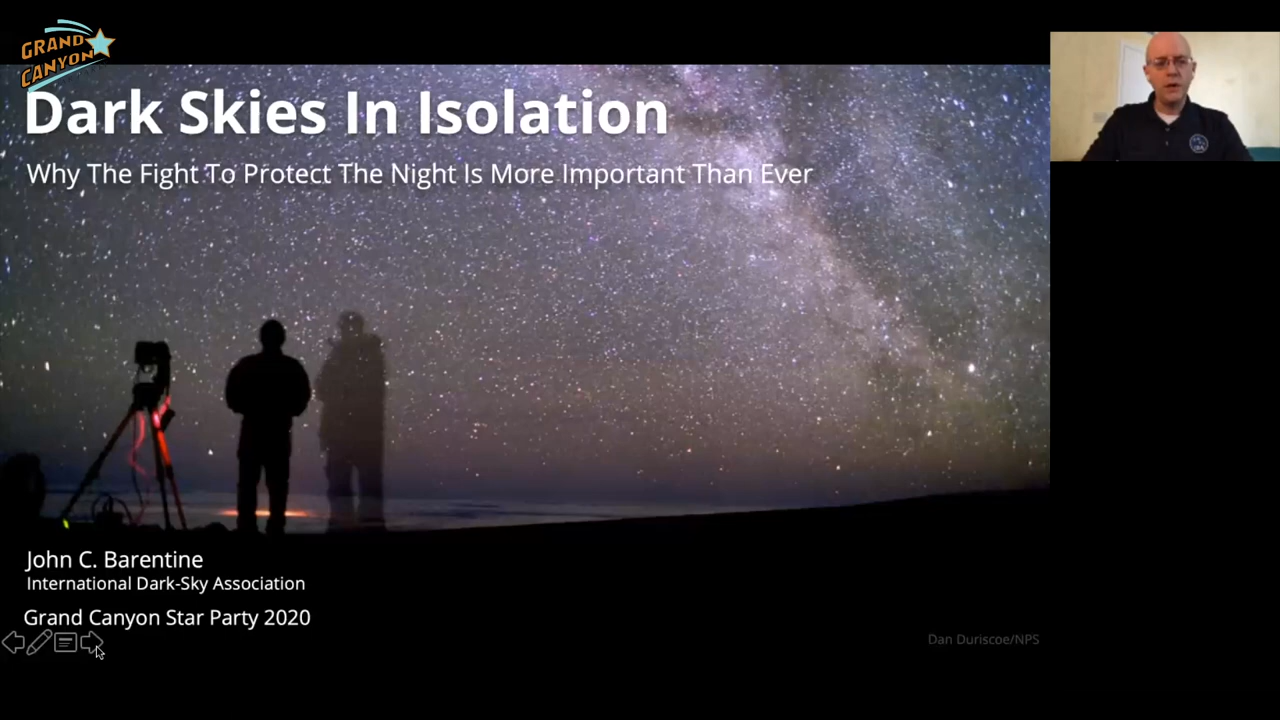 GRAND
CANYON
Dark Skies In Isolation
Why The Fight To Protect The Night Is More Important Than Ever
John C. Barentine
International Dark-Sky Association
Grand Canyon Star Party 2020
Dan Duriscoe/NPS